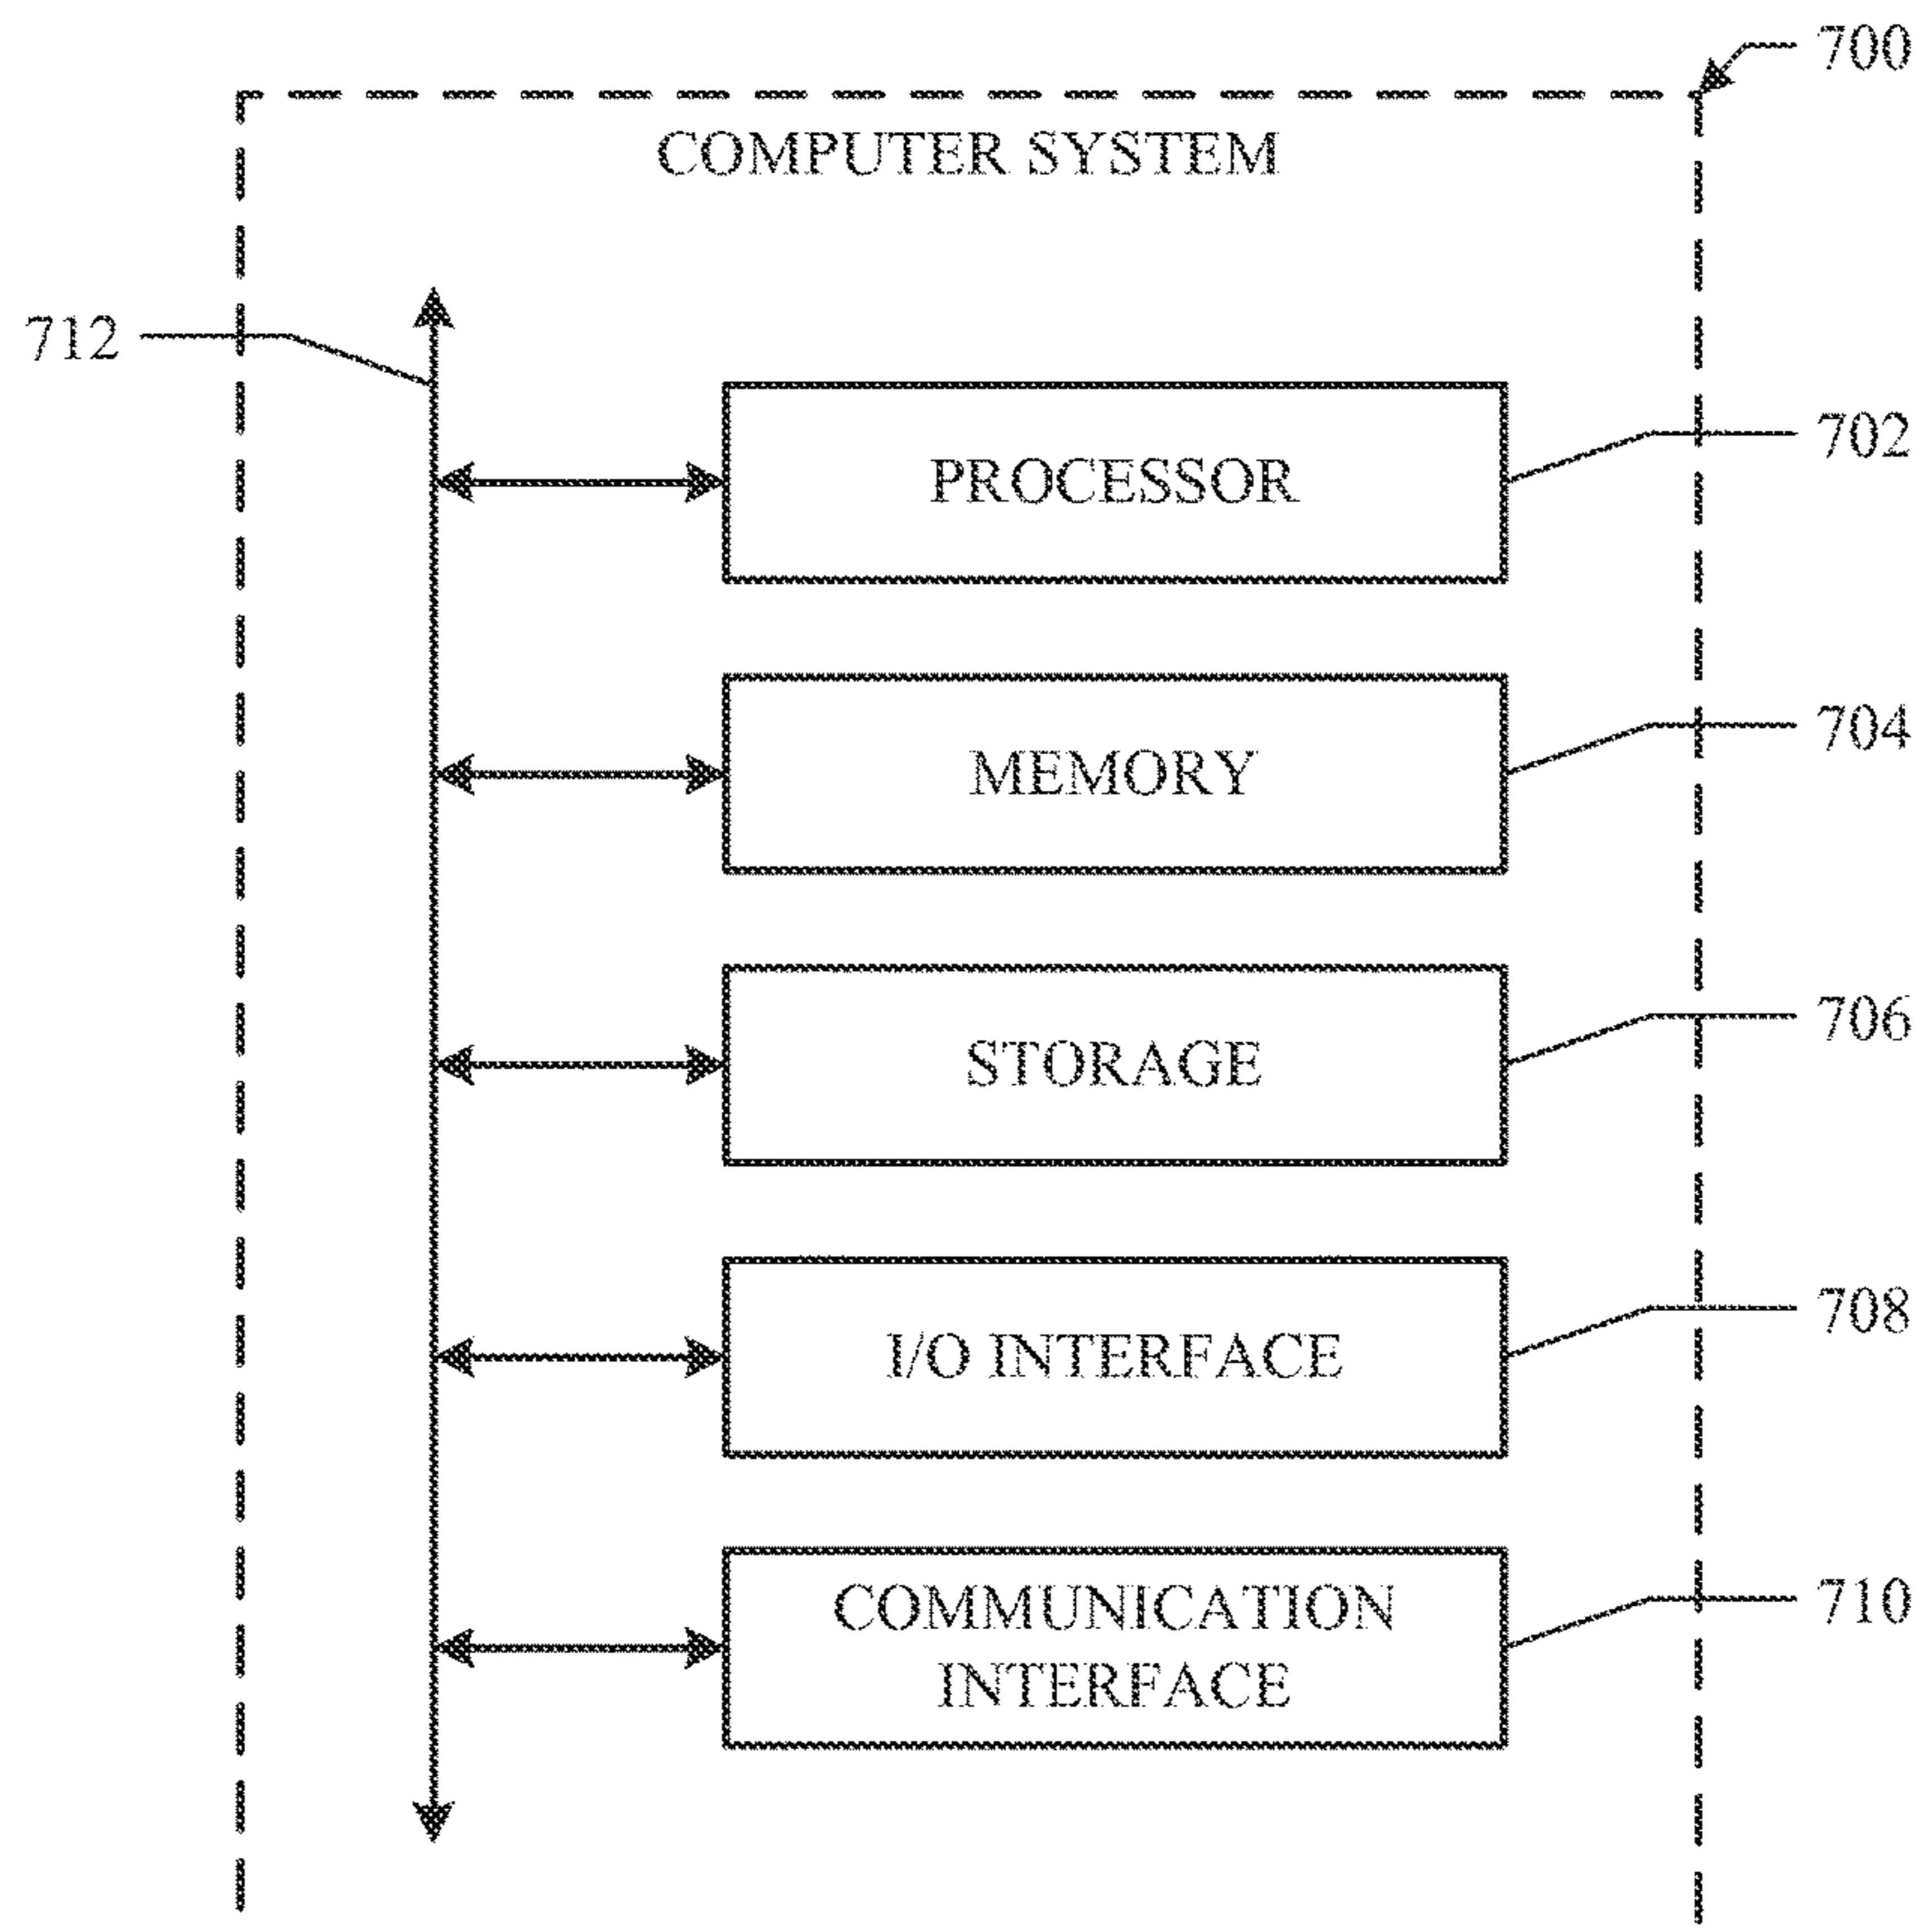 700
COMPUTER SYSTEM
712
PROCESSOR
702
MEMORY
704
STORAGE
706
I/O INTERFACE
708
COMMUNICATION
INTERFACE
710